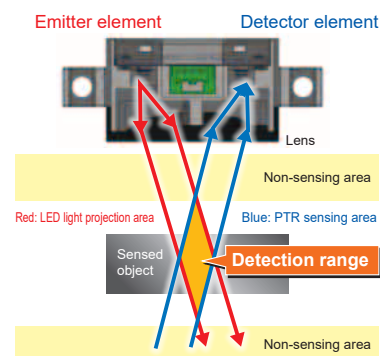 Emitter element
Detector element
Lens
Non-sensing area
Red: LED light projection area
Blue: PTR sensing area
Sensed
object
Detection range
Non-sensing area